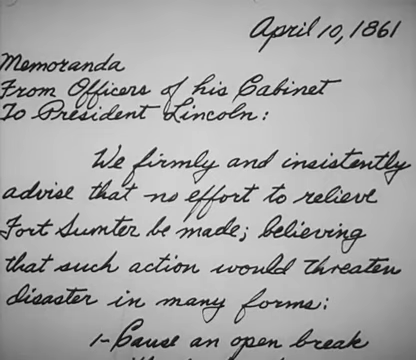 April 10, 1861
Memoranda
From Officers of his Cabinet
To President Lincoln:
We firmly and insistently
advise that no effort to relieve
Fort Sumter be made; believing
that such action would threaten
disaster in many forms:
1-Cause an open break